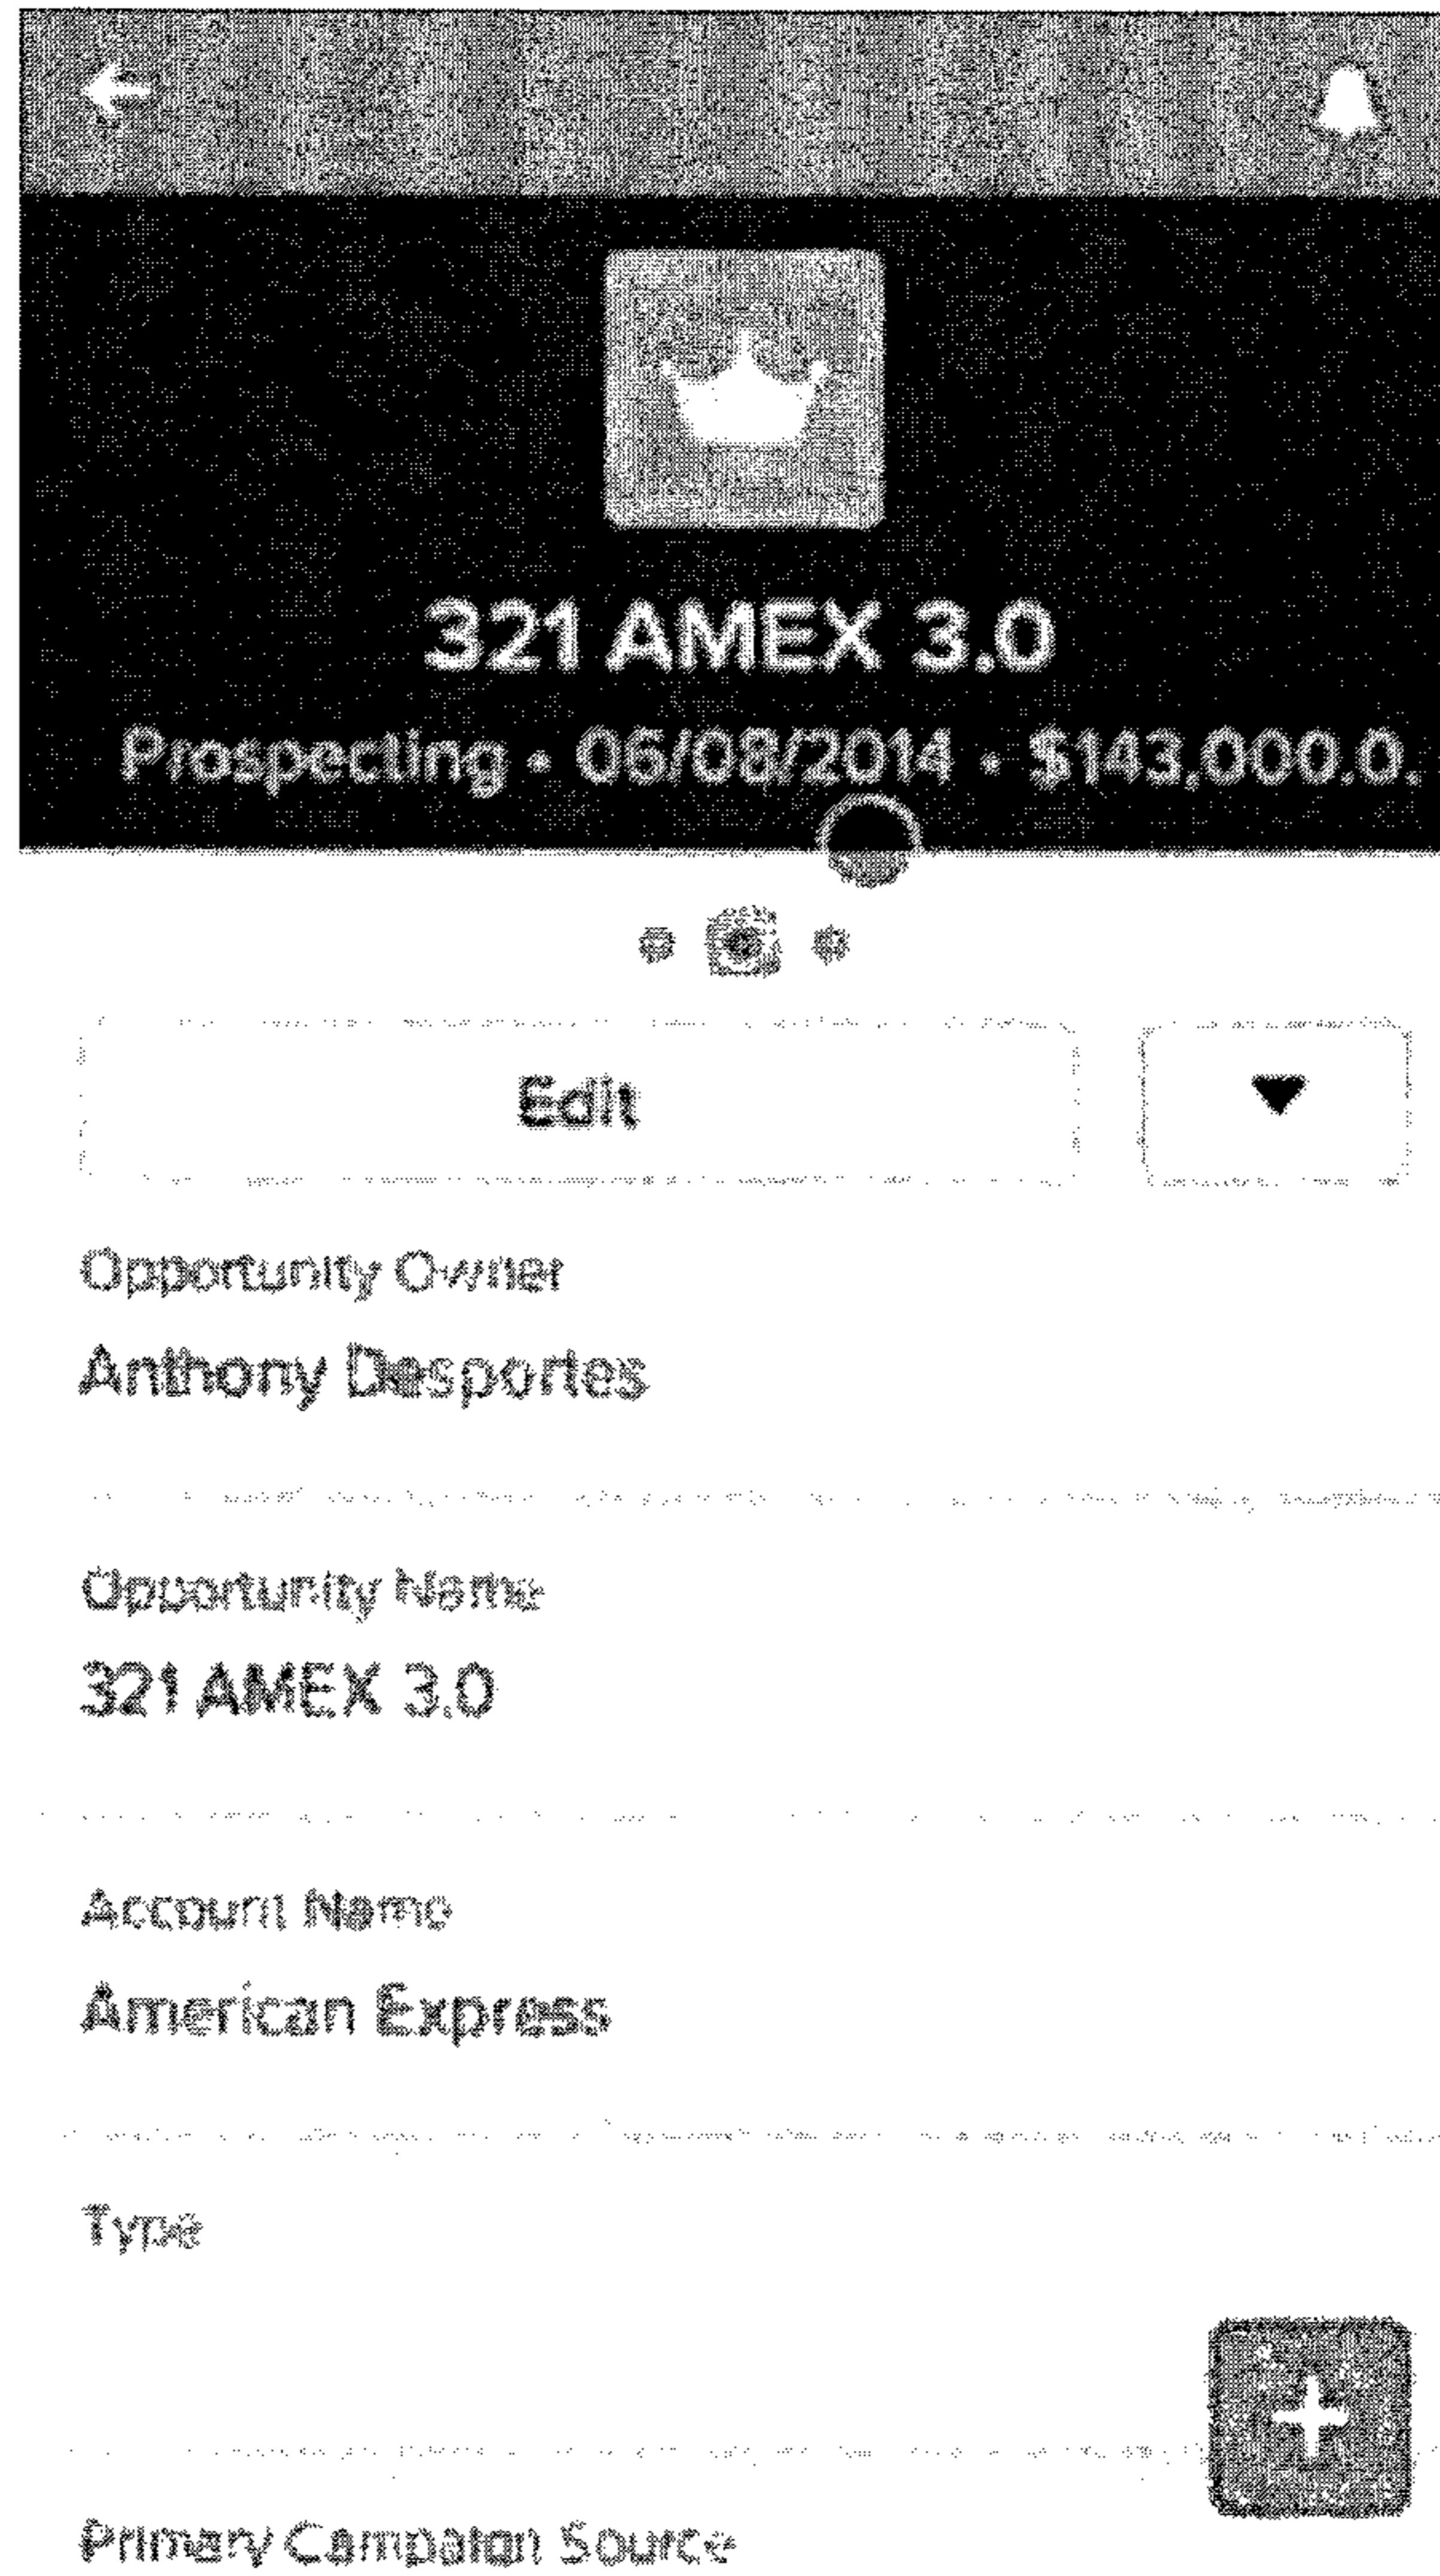 321 AMEX 3.0
Prospecting • 06/08/2014 • $143,000.0.
Edit
Opportunity Owner
Anthony Desportes
Opportunity Name
321 AMEX 3.0
Account Name
American Express
Type
Primary Campaign Source